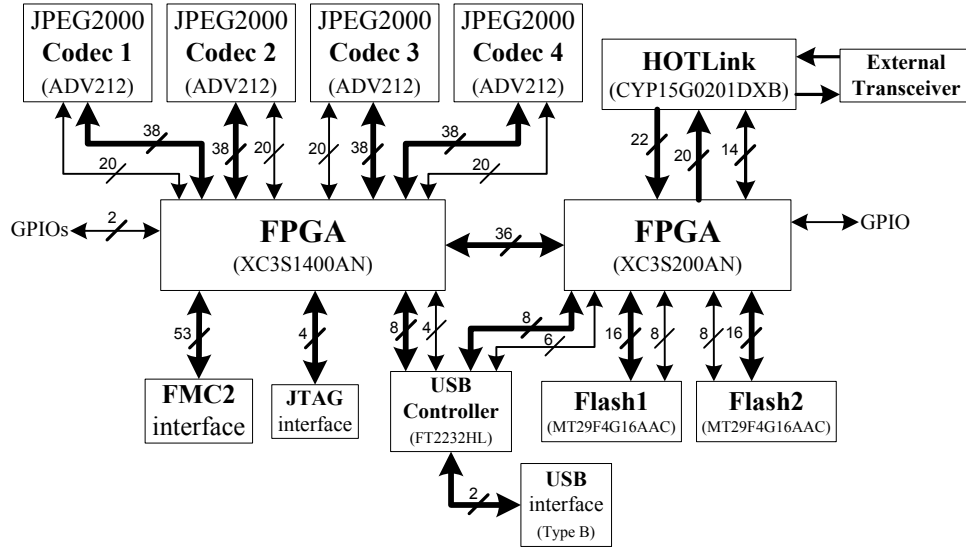 JPEG2000
Codec 1
(ADV212)
JPEG2000
Codec 2
(ADV212)
JPEG2000
Codec 3
(ADV212)
JPEG2000
Codec 4
(ADV212)
HOTLink
(CYP15G0201DXB)
External
Transceiver
38
20
38
20
20
38
38
20
22
20
14
GPIOs
2
FPGA
(XC3S1400AN)
36
FPGA
(XC3S200AN)
GPIO
53
4
8
4
8
6
16
8
8
16
FMC2
interface
JTAG
interface
USB
Controller
(FT2232HL)
Flash1
(MT29F4G16AAC)
Flash2
(MT29F4G16AAC)
2
USB
interface
(Type B)